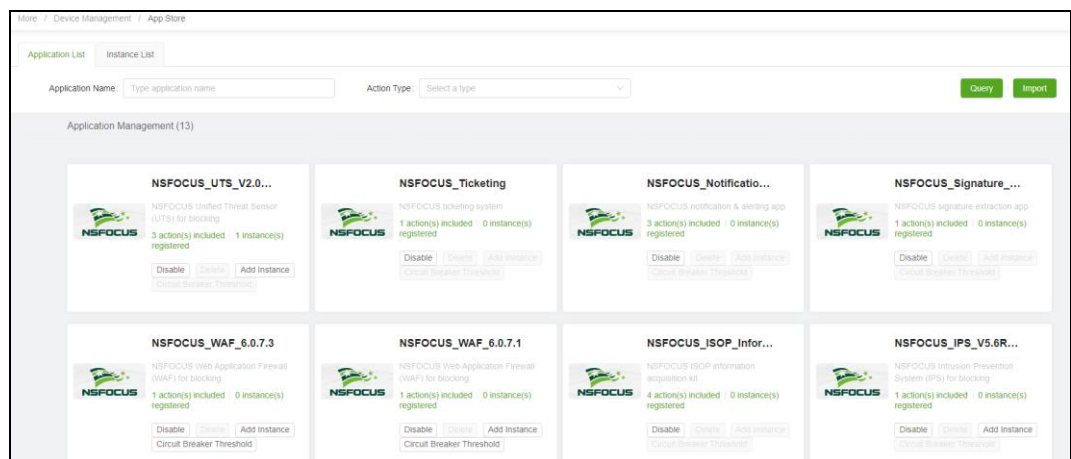 More / Device Management / App Store
Application List Instance List
Application Name: Type application name Action Type: Select a type Query Import
Application Management (13)
NSFOCUS_UTS_V2.0...
NSFOCUS Unified Threat Sensor
(UTS) for blocking
NSFOCUS
3 action(s) included 1 instance(s)
registered
Disable Delete Add Instance
Circuit Breaker Threshold
NSFOCUS_Ticketing
NSFOCUS ticketing system
NSFOCUS
1 action(s) included 0 instance(s)
registered
Disable Delete Add Instance
Circuit Breaker Threshold
NSFOCUS_Notificatio...
NSFOCUS notification & alerting app
NSFOCUS
3 action(s) included 0 instance(s)
registered
Disable Delete Add Instance
Circuit Breaker Threshold
NSFOCUS_Signature_...
NSFOCUS signature extraction app
NSFOCUS
1 action(s) included 0 instance(s)
registered
Disable Delete Add Instance
Circuit Breaker Threshold
NSFOCUS_WAF_6.0.7.3
NSFOCUS Web Application Firewall
(WAF) for blocking
NSFOCUS
1 action(s) included 0 instance(s)
registered
Disable Delete Add Instance
Circuit Breaker Threshold
NSFOCUS_WAF_6.0.7.1
NSFOCUS Web Application Firewall
(WAF) for blocking
NSFOCUS
1 action(s) included 0 instance(s)
registered
Disable Delete Add Instance
Circuit Breaker Threshold
NSFOCUS_ISOP_Infor...
NSFOCUS ISOP information
acquisition kit
NSFOCUS
4 action(s) included 0 instance(s)
registered
Disable Delete Add Instance
Circuit Breaker Threshold
NSFOCUS_IPS_V5.6R...
NSFOCUS Intrusion Prevention
System (IPS) for blocking
NSFOCUS
1 action(s) included 0 instance(s)
registered
Disable Delete Add Instance
Circuit Breaker Threshold